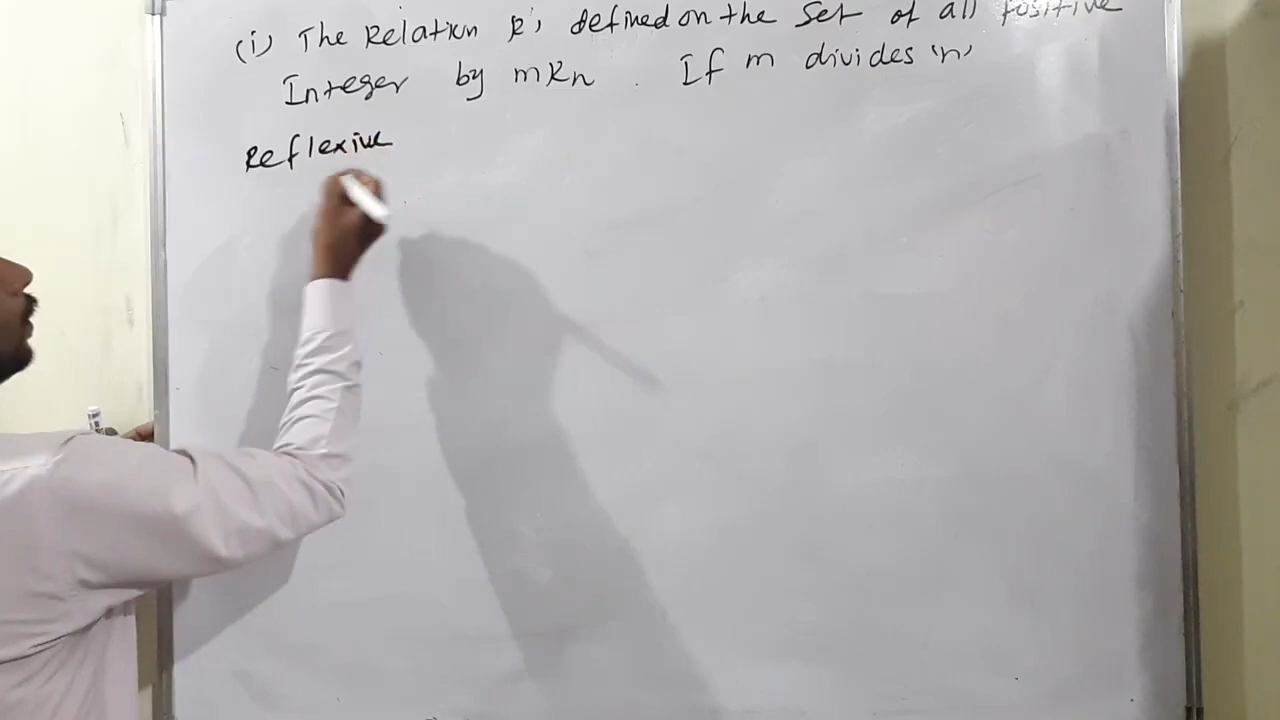 (i) The Relation R', defined on the Set of all Positive
Integer by mRn . If m divides 'n'
Reflexive